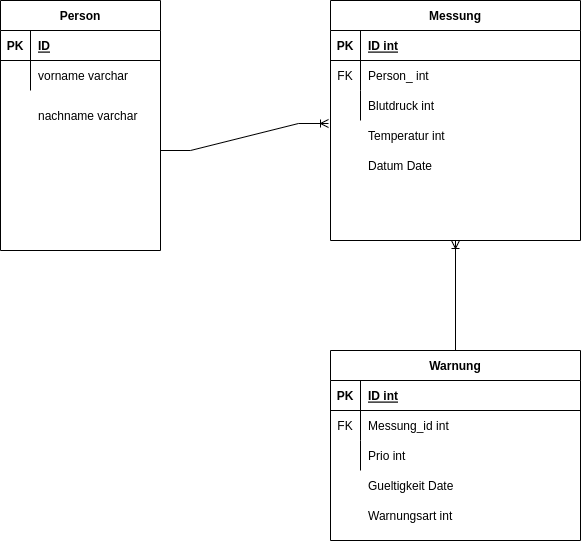 Person
PK ID
vorname varchar
nachname varchar
Messung
PK ID int
FK Person_ int
Blutdruck int
Temperatur int
Datum Date
Warnung
PK ID int
FK Messung_id int
Prio int
Gueltigkeit Date
Warnungsart int